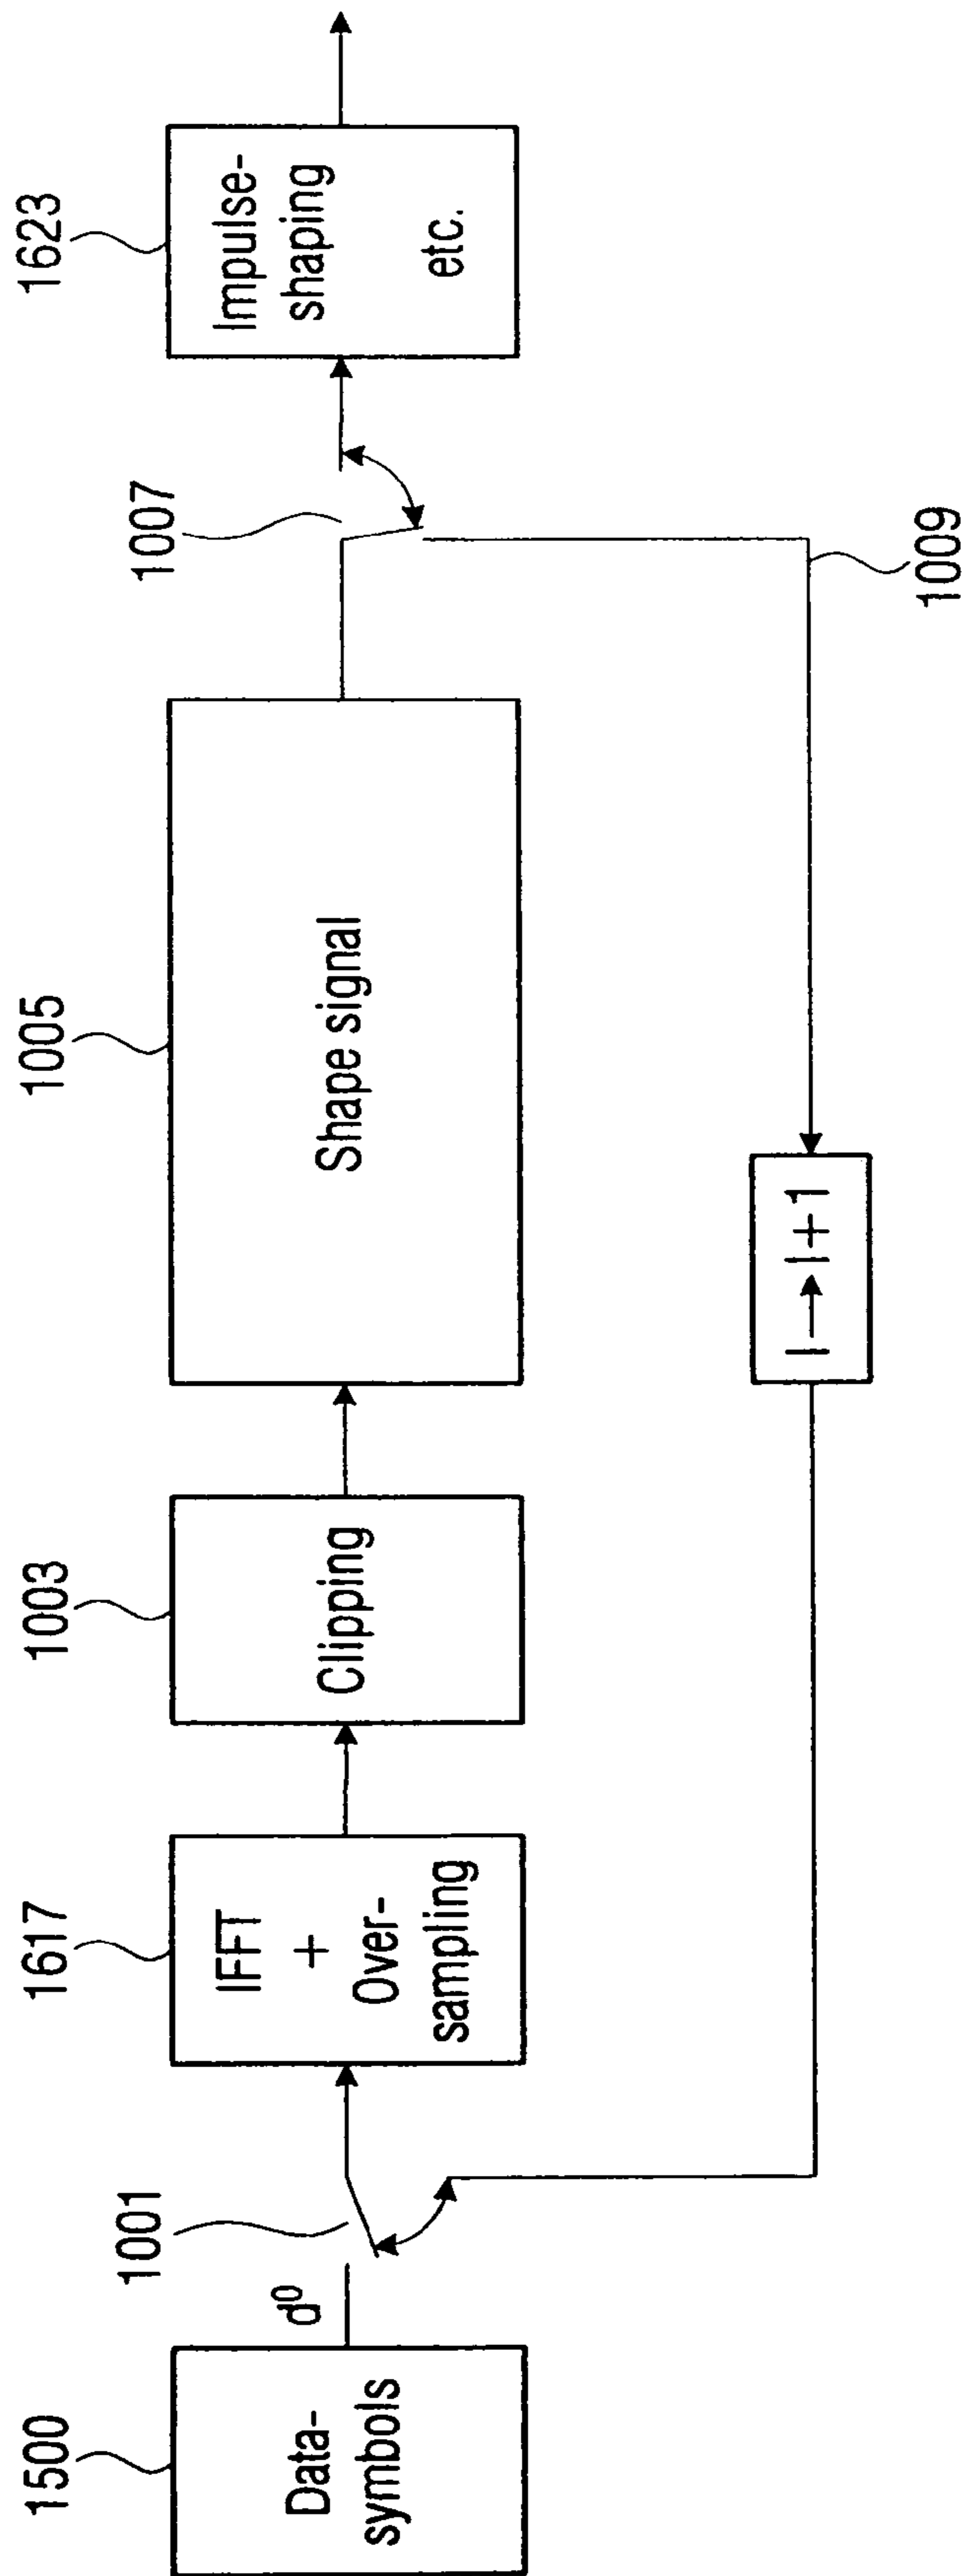 1500
Data-
symbols
d⁰
1001
1617
IFFT
+
Over-
sampling
1003
Clipping
1005
Shape signal
1007
1623
Impulse-
shaping
etc.
1009
I→I+1